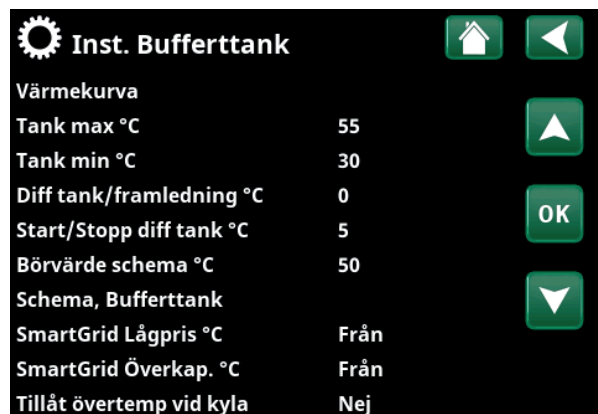 Inst. Bufferttank
Värmekurva
Tank max °C 55
Tank min °C 30
Diff tank/framledning °C 0
Start/Stopp diff tank °C 5
OK
Börvärde schema °C 50
Schema, Bufferttank
SmartGrid Lågpris °C Från
SmartGrid Överkap. °C Från
Tillåt övertemp vid kyla Nej